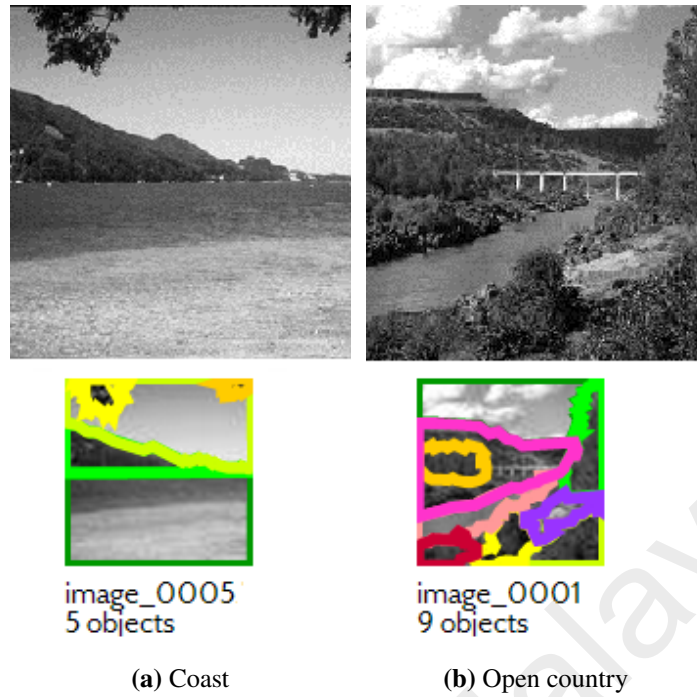 image_0005
5 objects
image_0001
9 objects
(a) Coast
(b) Open country